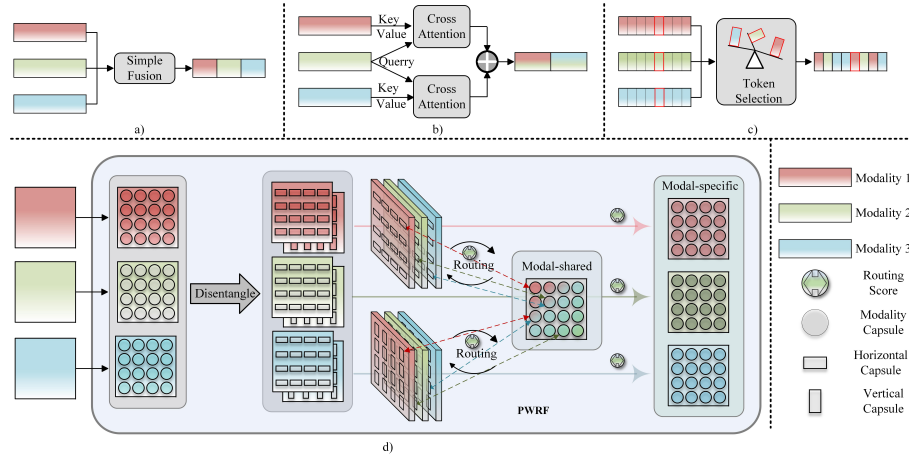 Simple
Fusion
a)
Key
Value
Querry
Key
Value
Cross
Attention
Cross
Attention
b)
Token
Selection
c)
Disentangle
Routing
Routing
Modal-shared
Modal-specific
PWRF
d)
Modality 1
Modality 2
Modality 3
Routing
Score
Modality
Capsule
Horizontal
Capsule
Vertical
Capsule